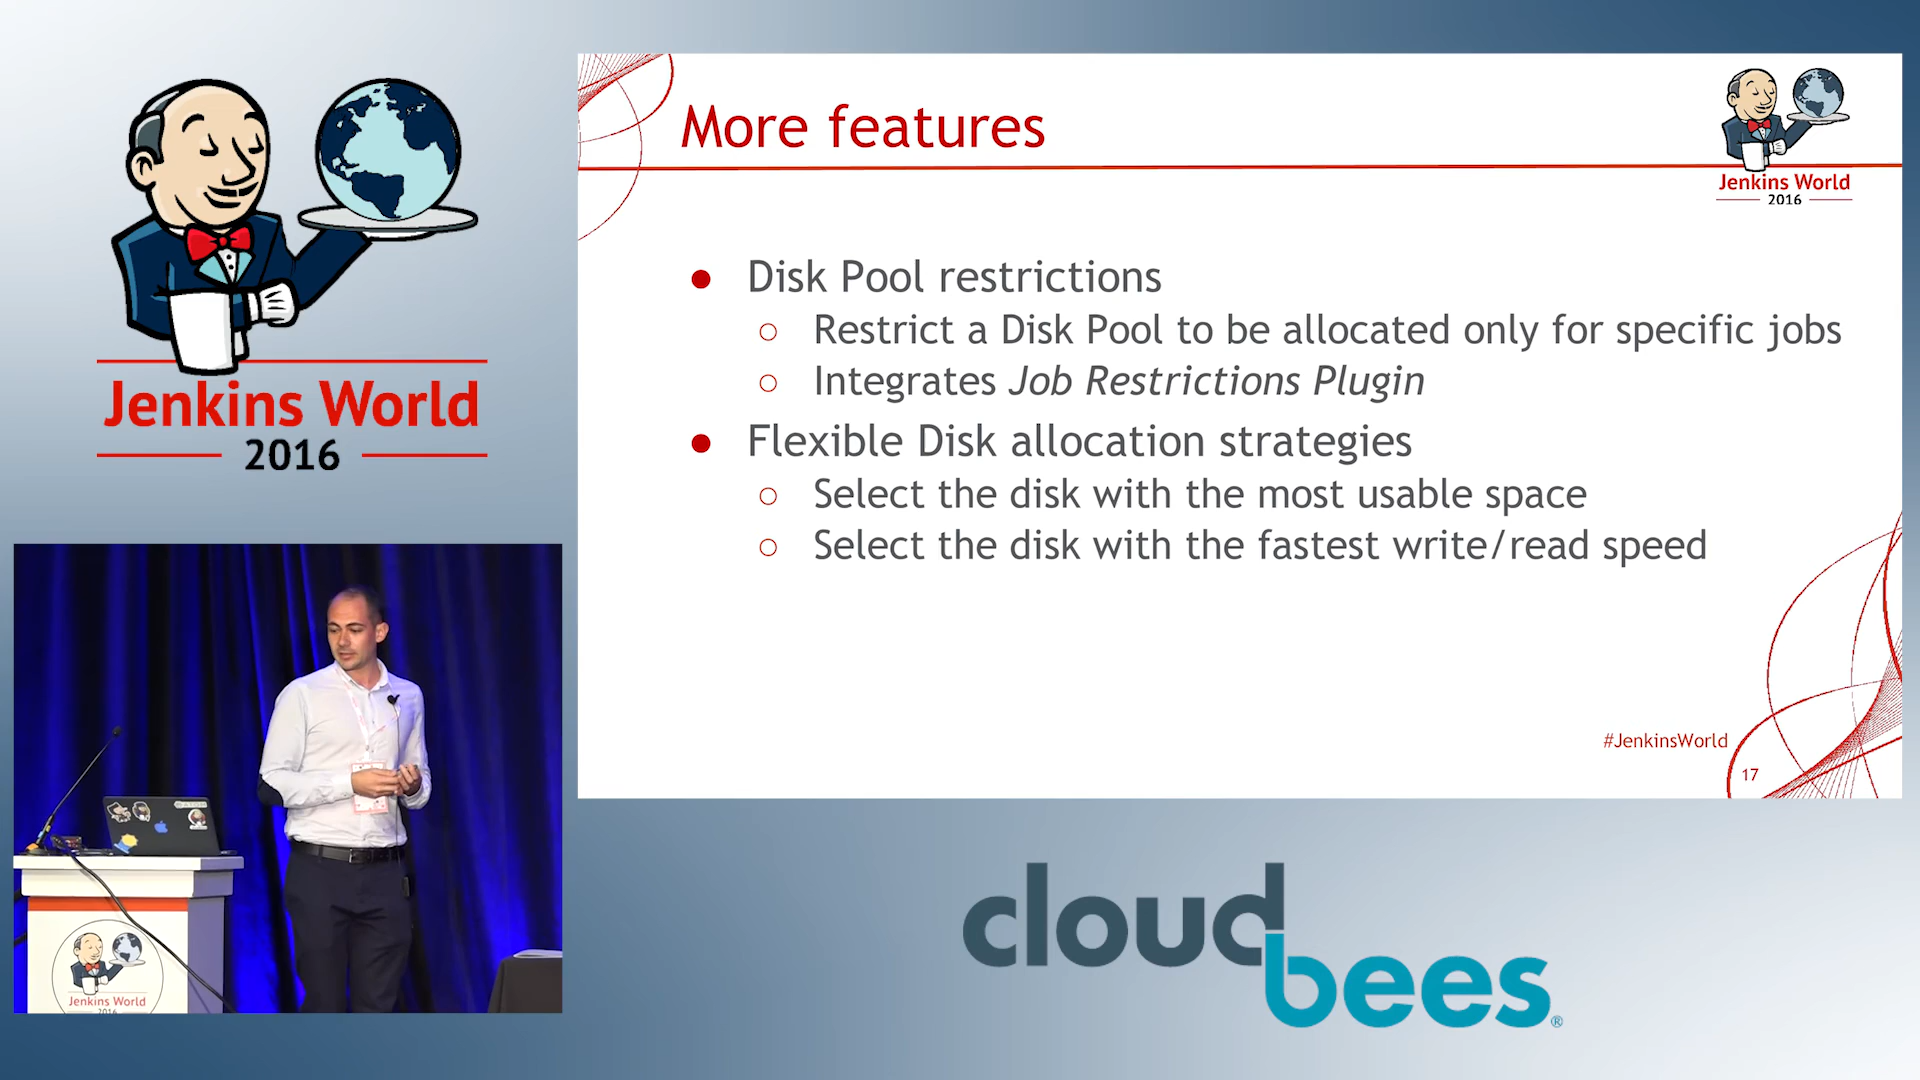 Jenkins World
2016
More features
Jenkins World
2016
● Disk Pool restrictions
○ Restrict a Disk Pool to be allocated only for specific jobs
○ Integrates Job Restrictions Plugin
● Flexible Disk allocation strategies
○ Select the disk with the most usable space
○ Select the disk with the fastest write/read speed
#JenkinsWorld
17
Jenkins World
2016
cloudbees®